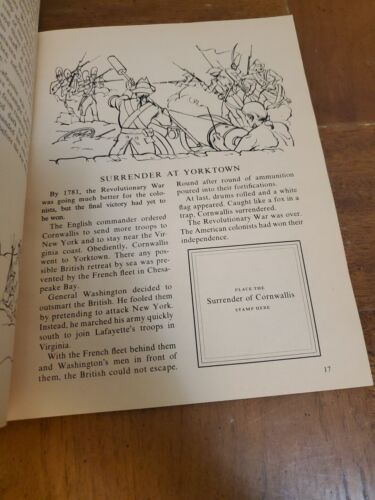 SURRENDER AT YORKTOWN
By 1781, the Revolutionary War
was going much better for the colo-
nists, but the final victory had yet to
be won.
The English commander ordered
Cornwallis to send more troops to
New York and to stay near the Vir-
ginia coast. Obediently, Cornwallis
went to Yorktown. There any pos-
sible British retreat by sea was pre-
vented by the French fleet in Chesa-
peake Bay.
General Washington decided to
outsmart the British. He fooled them
by pretending to attack New York.
Instead, he marched his army quickly
south to join Lafayette's troops in
Virginia.
With the French fleet behind them
and Washington's men in front of
them, the British could not escape.
Round after round of ammunition
poured into their fortifications.
At last, drums rolled and a white
flag appeared. Caught like a fox in a
trap, Cornwallis surrendered.
The Revolutionary War was over.
The American colonists had won their
independence.
PLACE THE
Surrender of Cornwallis
STAMP HERE
17